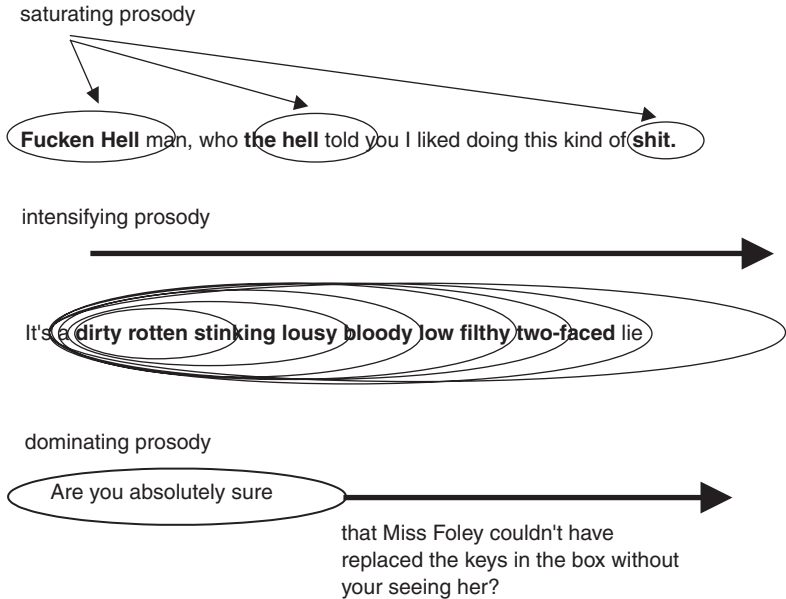 saturating prosody
Fucken Hell man, who the hell told you I liked doing this kind of shit.
intensifying prosody
It's a dirty rotten stinking lousy bloody low filthy two-faced lie
dominating prosody
Are you absolutely sure
that Miss Foley couldn't have
replaced the keys in the box without
your seeing her?